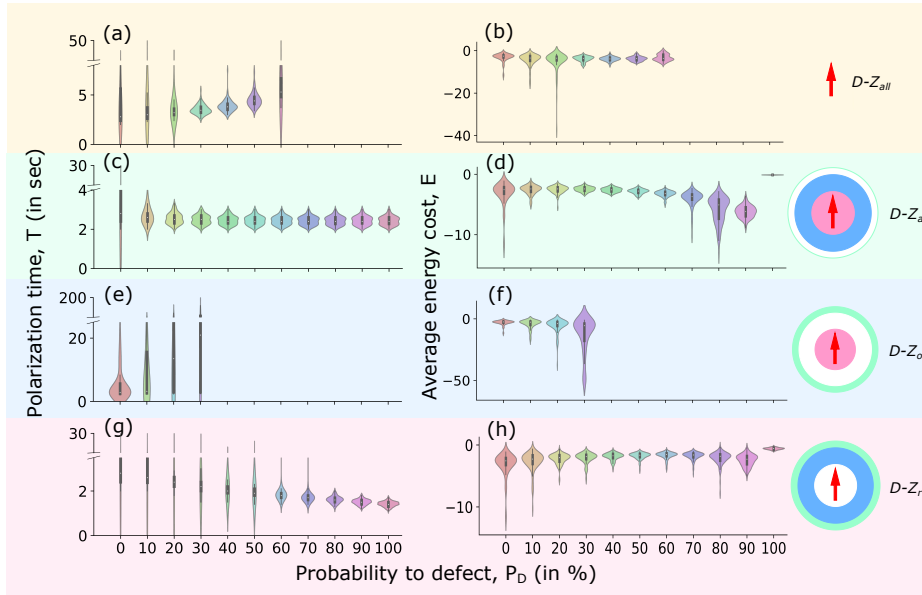 (a)
50
5
0
(b)
0
−20
−40
D-Z_all
(c)
30
4
2
0
(d)
0
−10
D-Z_a
(e)
200
20
0
(f)
0
−50
D-Z_o
(g)
30
2
0
(h)
0
−10
D-Z_r
Polarization time, T (in sec)
Average energy cost, E
0 10 20 30 40 50 60 70 80 90 100
0 10 20 30 40 50 60 70 80 90 100
Probability to defect, P_D (in %)